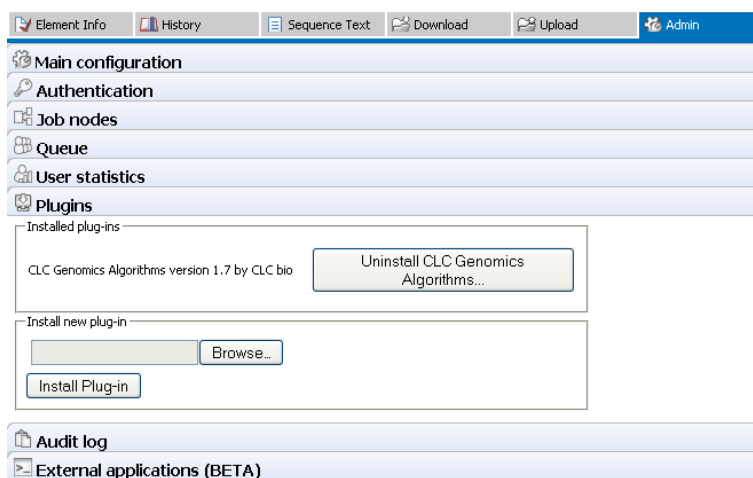 Element Info
History
Sequence Text
Download
Upload
Admin
Main configuration
Authentication
Job nodes
Queue
User statistics
Plugins
Installed plug-ins
CLC Genomics Algorithms version 1.7 by CLC bio
Uninstall CLC Genomics
Algorithms...
Install new plug-in
Browse...
Install Plug-in
Audit log
External applications (BETA)